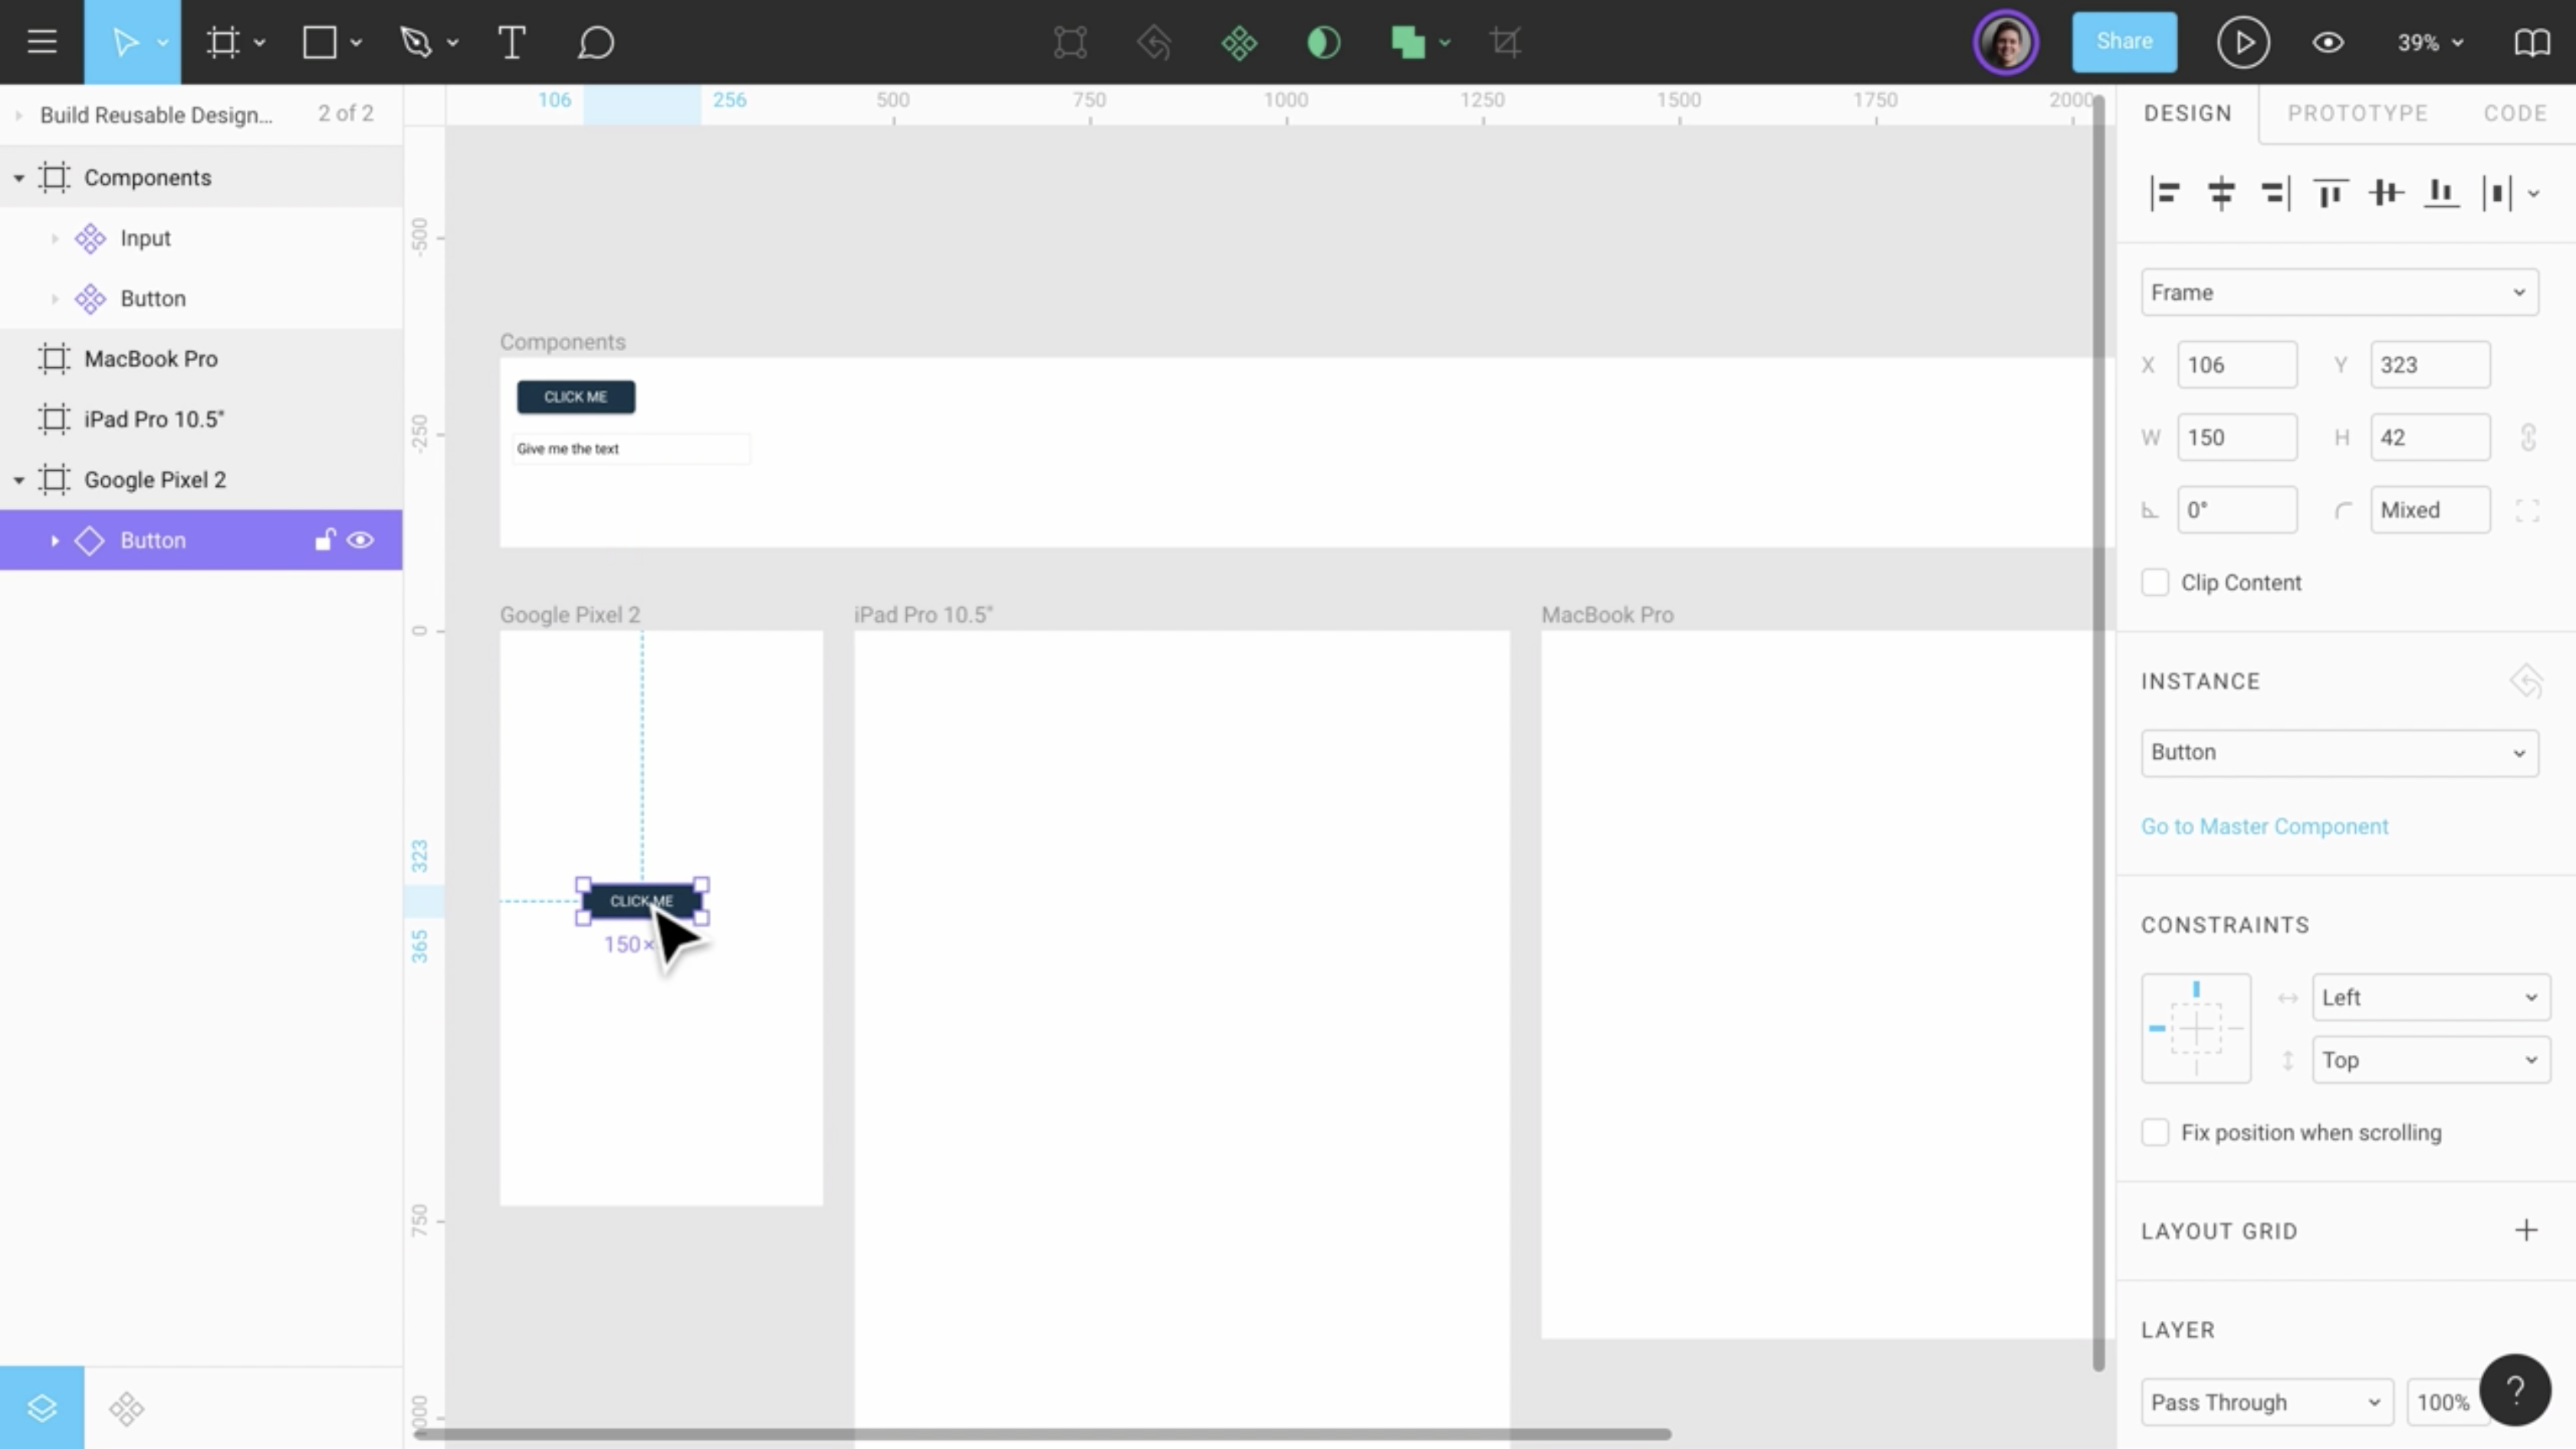 Share
39%
Build Reusable Design...
2 of 2
Components
Input
Button
MacBook Pro
iPad Pro 10.5"
Google Pixel 2
Button
106
256
500
750
1000
1250
1500
1750
2000
-500
-250
0
323
365
750
Components
CLICK ME
Give me the text
Google Pixel 2
iPad Pro 10.5"
MacBook Pro
CLICK ME
150×
DESIGN
PROTOTYPE
CODE
Frame
X 106 Y 323
W 150 H 42
0° Mixed
Clip Content
INSTANCE
Button
Go to Master Component
CONSTRAINTS
Left
Top
Fix position when scrolling
LAYOUT GRID
LAYER
Pass Through 100%
?